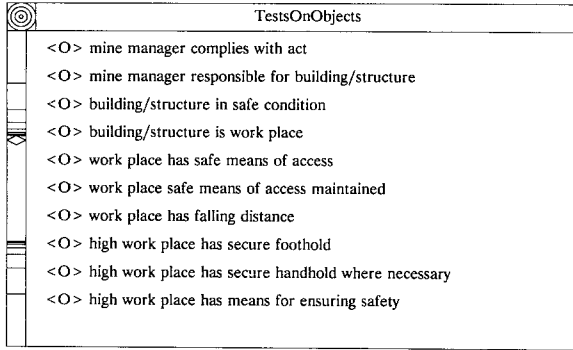 TestsOnObjects
<O> mine manager complies with act
<O> mine manager responsible for building/structure
<O> building/structure in safe condition
<O> building/structure is work place
<O> work place has safe means of access
<O> work place safe means of access maintained
<O> work place has falling distance
<O> high work place has secure foothold
<O> high work place has secure handhold where necessary
<O> high work place has means for ensuring safety